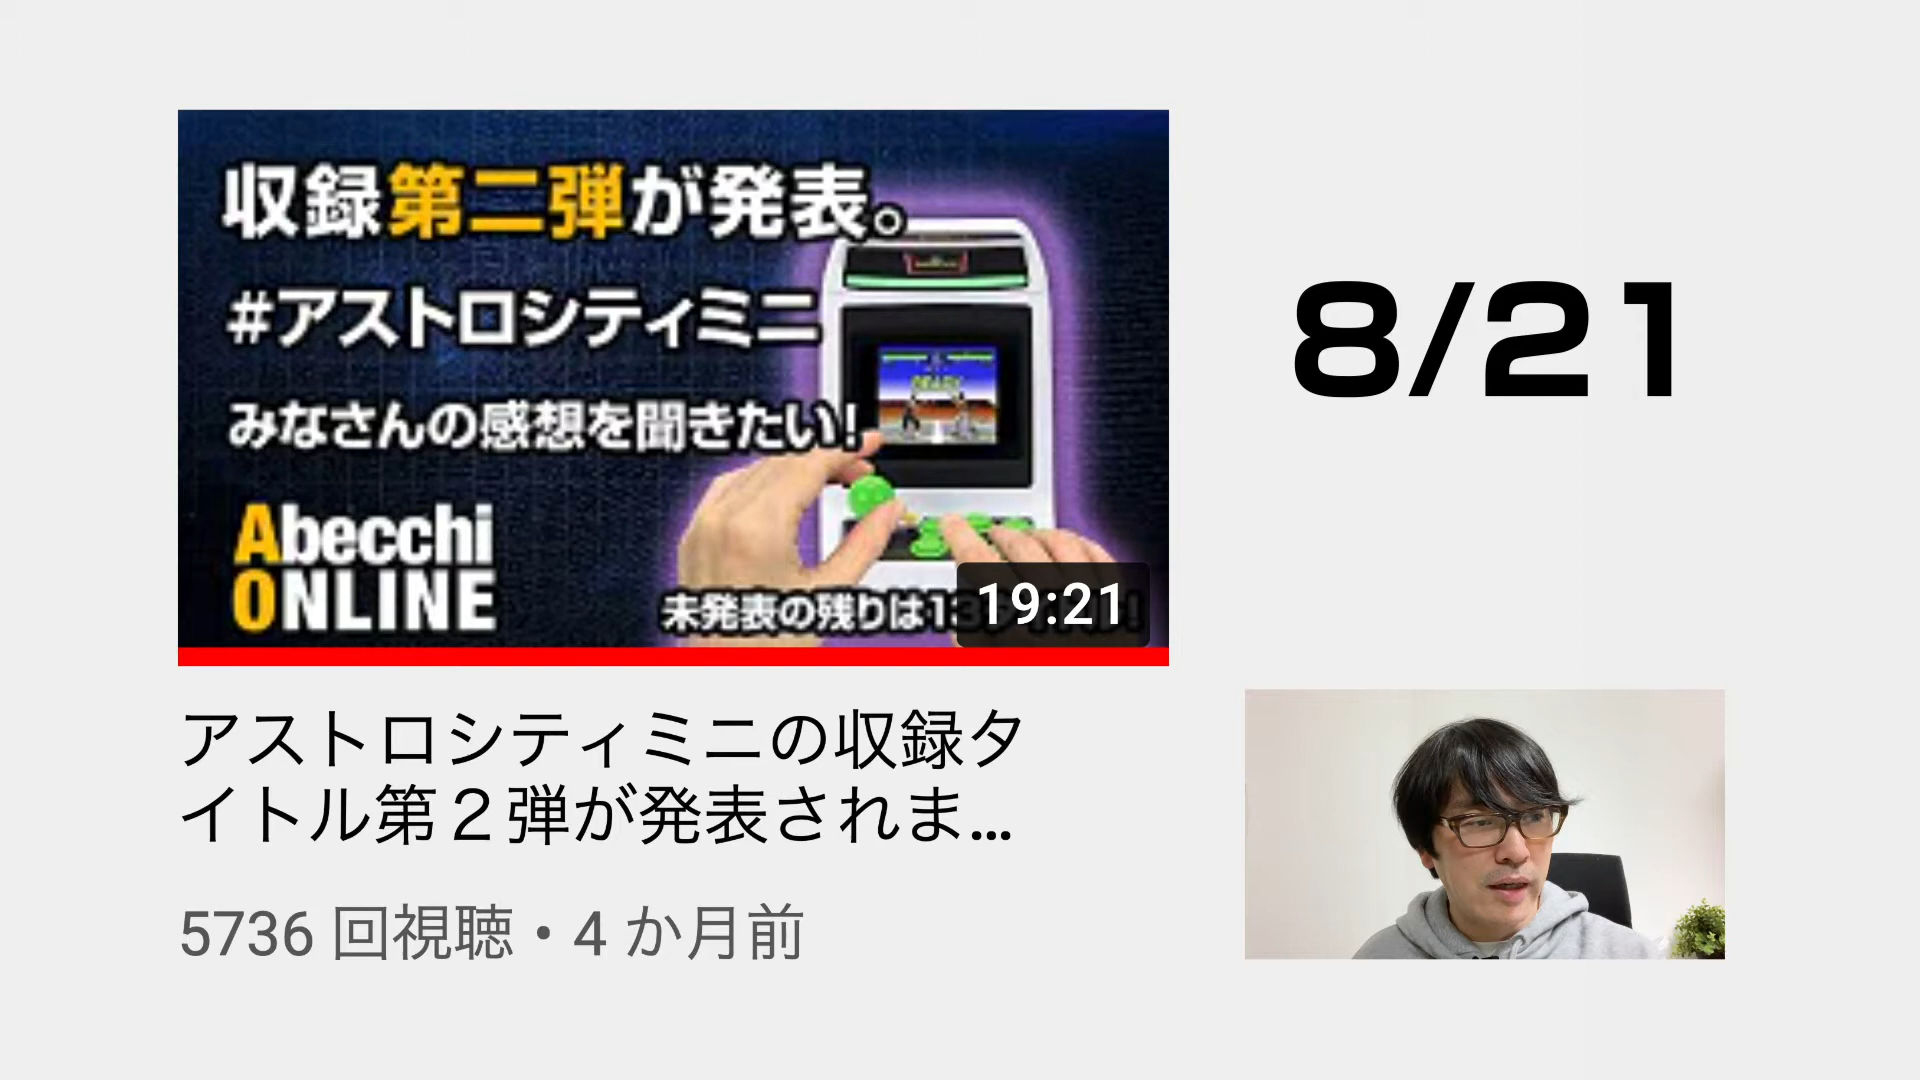 収録第二弾が発表。
#アストロシティミニ
みなさんの感想を聞きたい!
Abecchi
ONLINE
未発表の残りは13
19:21
8/21
アストロシティミニの収録タ
イトル第２弾が発表されま...
5736 回視聴・4 か月前